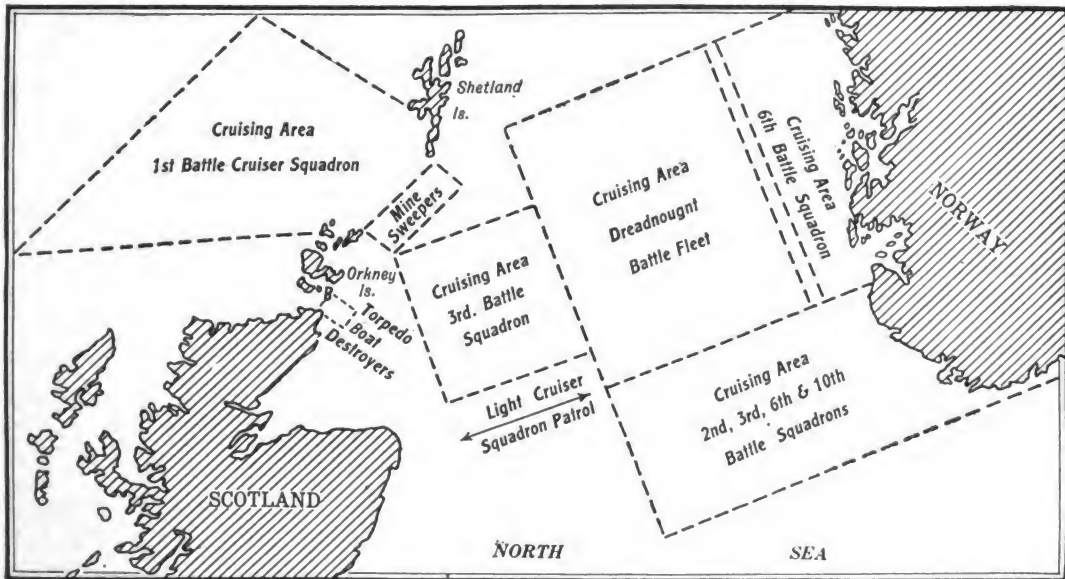 Shetland
Is.
Cruising Area
1st Battle Cruiser Squadron
Mine
Sweepers
Orkney
Is.
Torpedo
Boat
Destroyers
Cruising Area
3rd. Battle
Squadron
Cruising Area
Dreadnougnt
Battle Fleet
Cruising Area
6th Battle Squadron
NORWAY
Light Cruiser
Squadron Patrol
Cruising Area
2nd, 3rd, 6th & 10th
Battle Squadrons
SCOTLAND
NORTH SEA